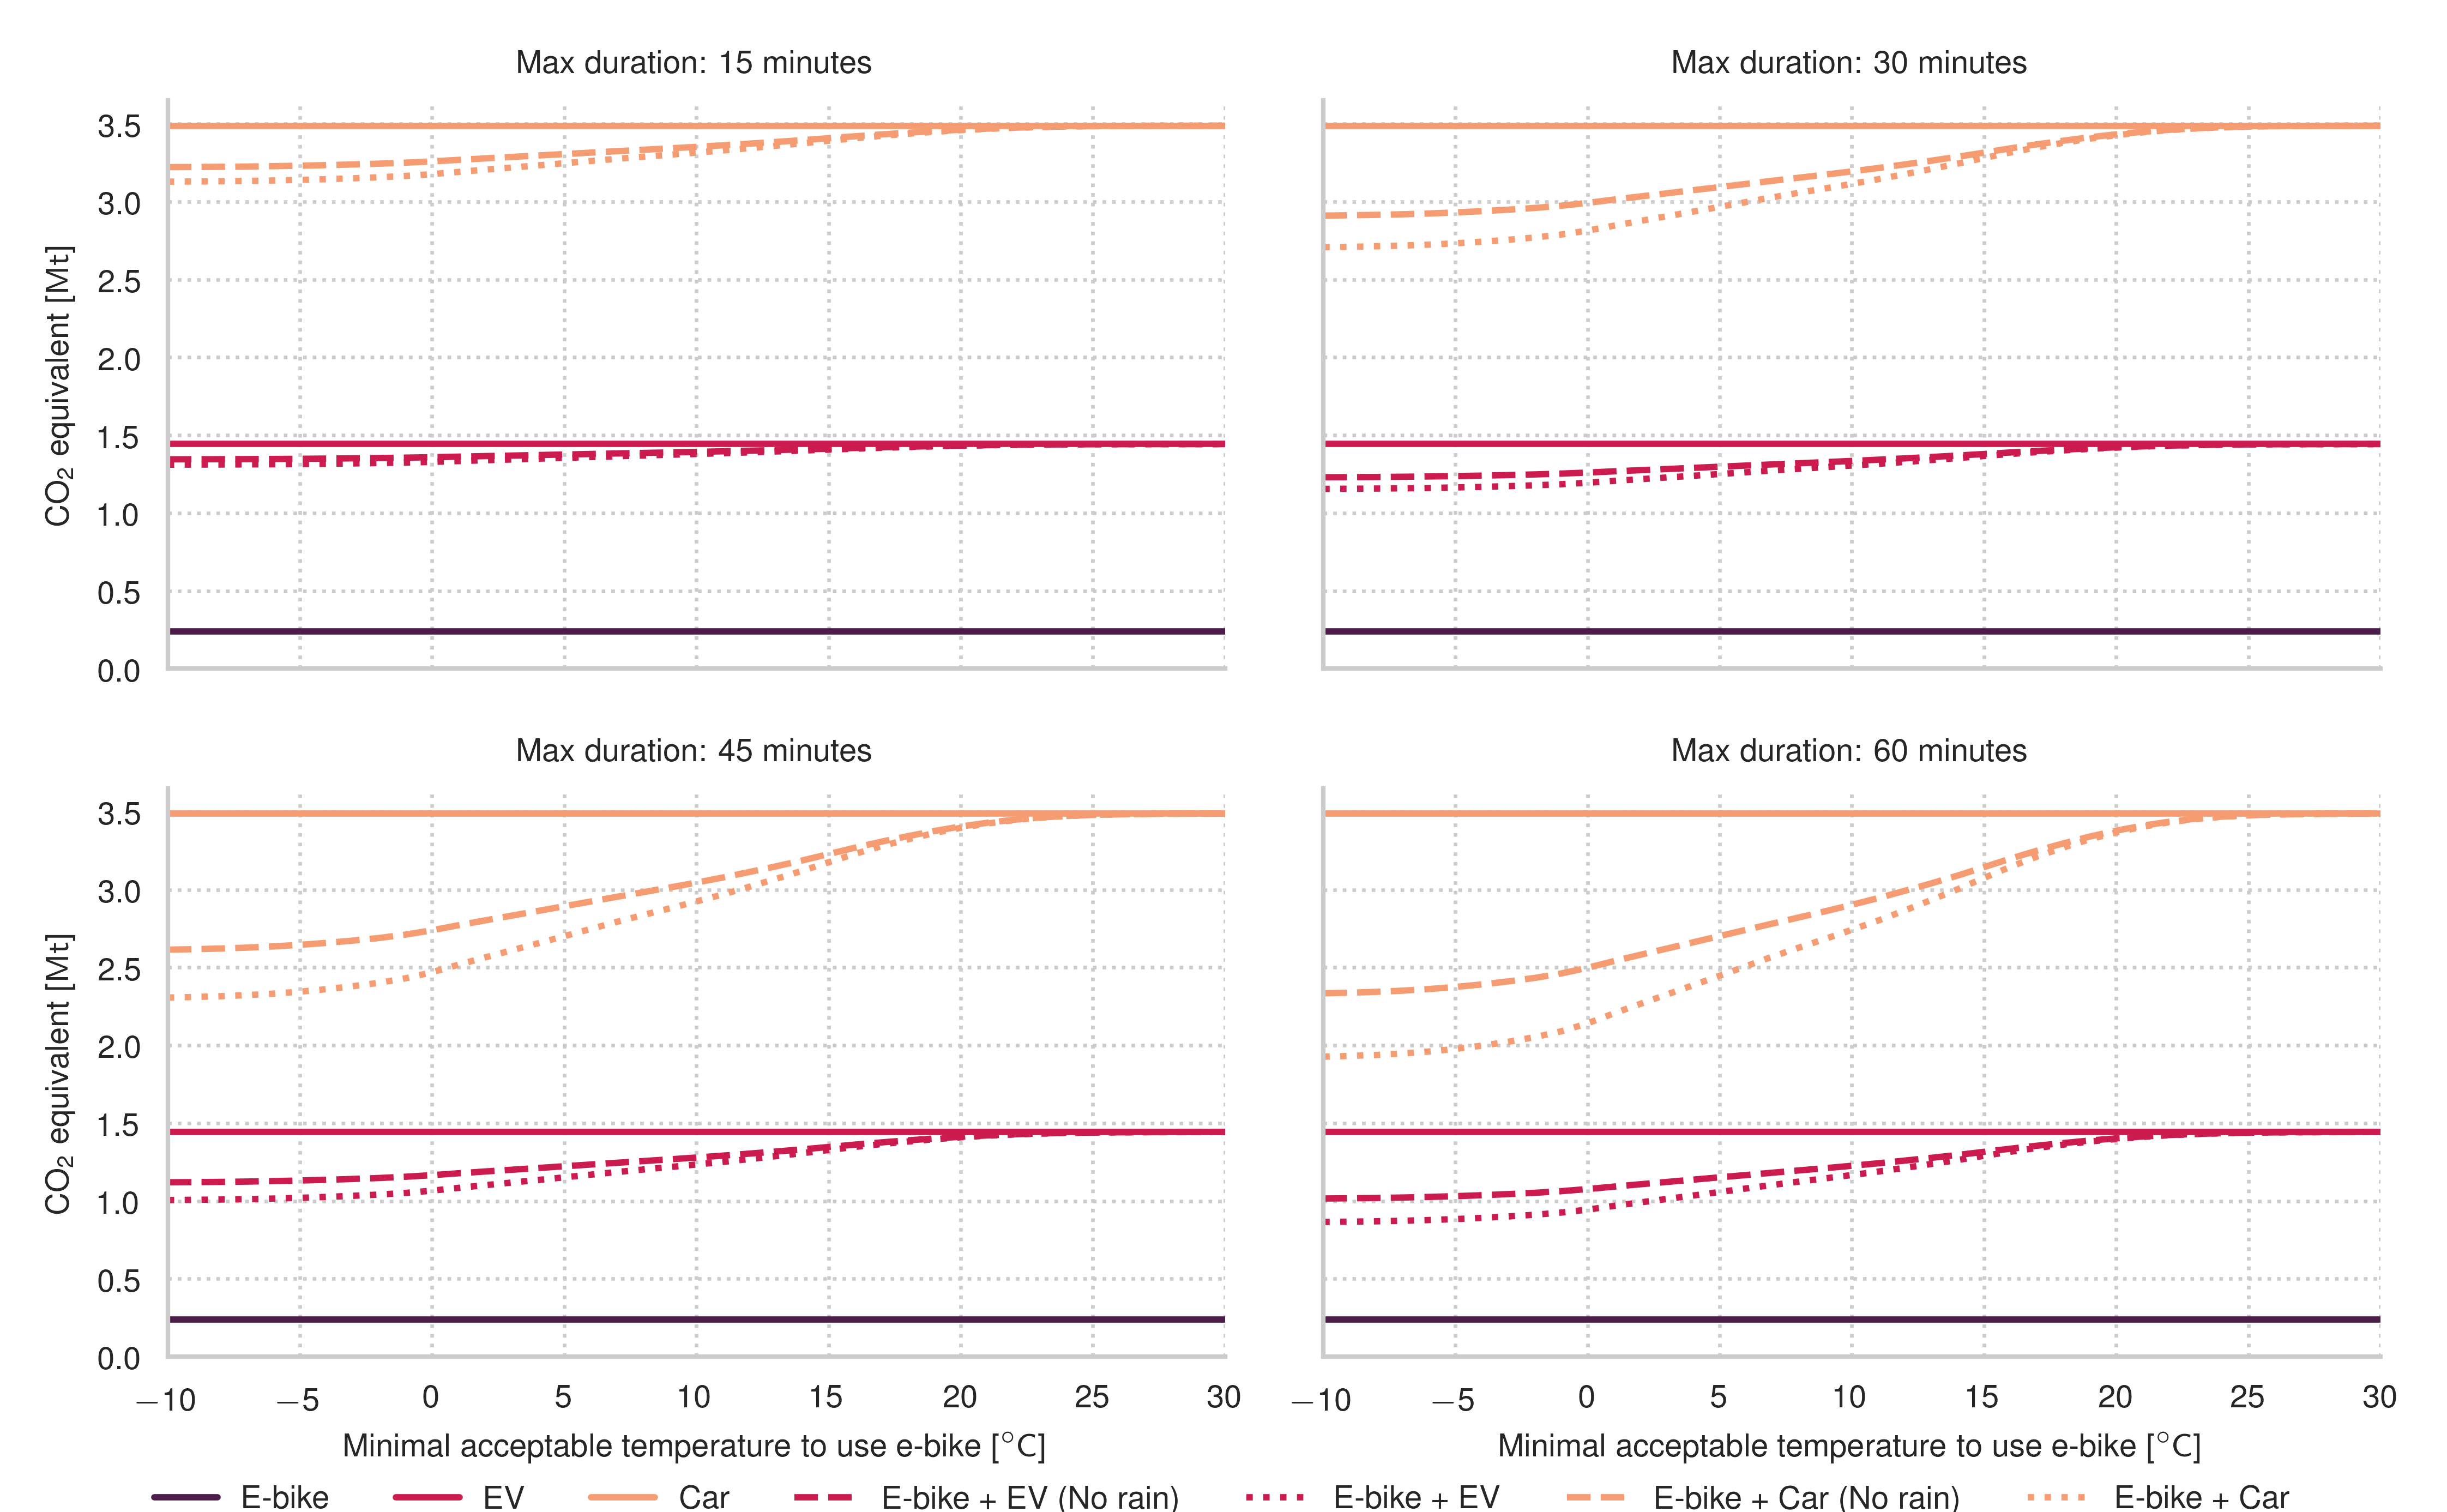 Max duration: 15 minutes
Max duration: 30 minutes
3.5
3.0
2.5
2.0
1.5
1.0
0.5
0.0
CO₂ equivalent [Mt]
Max duration: 45 minutes
Max duration: 60 minutes
3.5
3.0
2.5
2.0
1.5
1.0
0.5
0.0
CO₂ equivalent [Mt]
−10 −5 0 5 10 15 20 25 30
−10 −5 0 5 10 15 20 25 30
Minimal acceptable temperature to use e-bike [°C]
Minimal acceptable temperature to use e-bike [°C]
E-bike EV Car E-bike + EV (No rain) E-bike + EV E-bike + Car (No rain) E-bike + Car